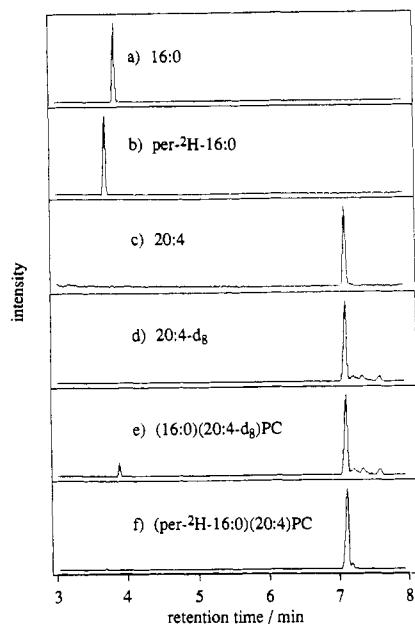 a) 16:0
b) per-²H-16:0
c) 20:4
d) 20:4-d₈
e) (16:0)(20:4-d₈)PC
f) (per-²H-16:0)(20:4)PC
intensity
3 4 5 6 7 8
retention time / min